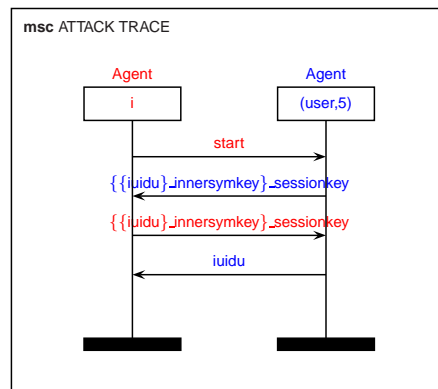 msc ATTACK TRACE
Agent Agent
i (user,5)
start
{{iuidu}_innersymkey}_sessionkey
{{iuidu}_innersymkey}_sessionkey
iuidu